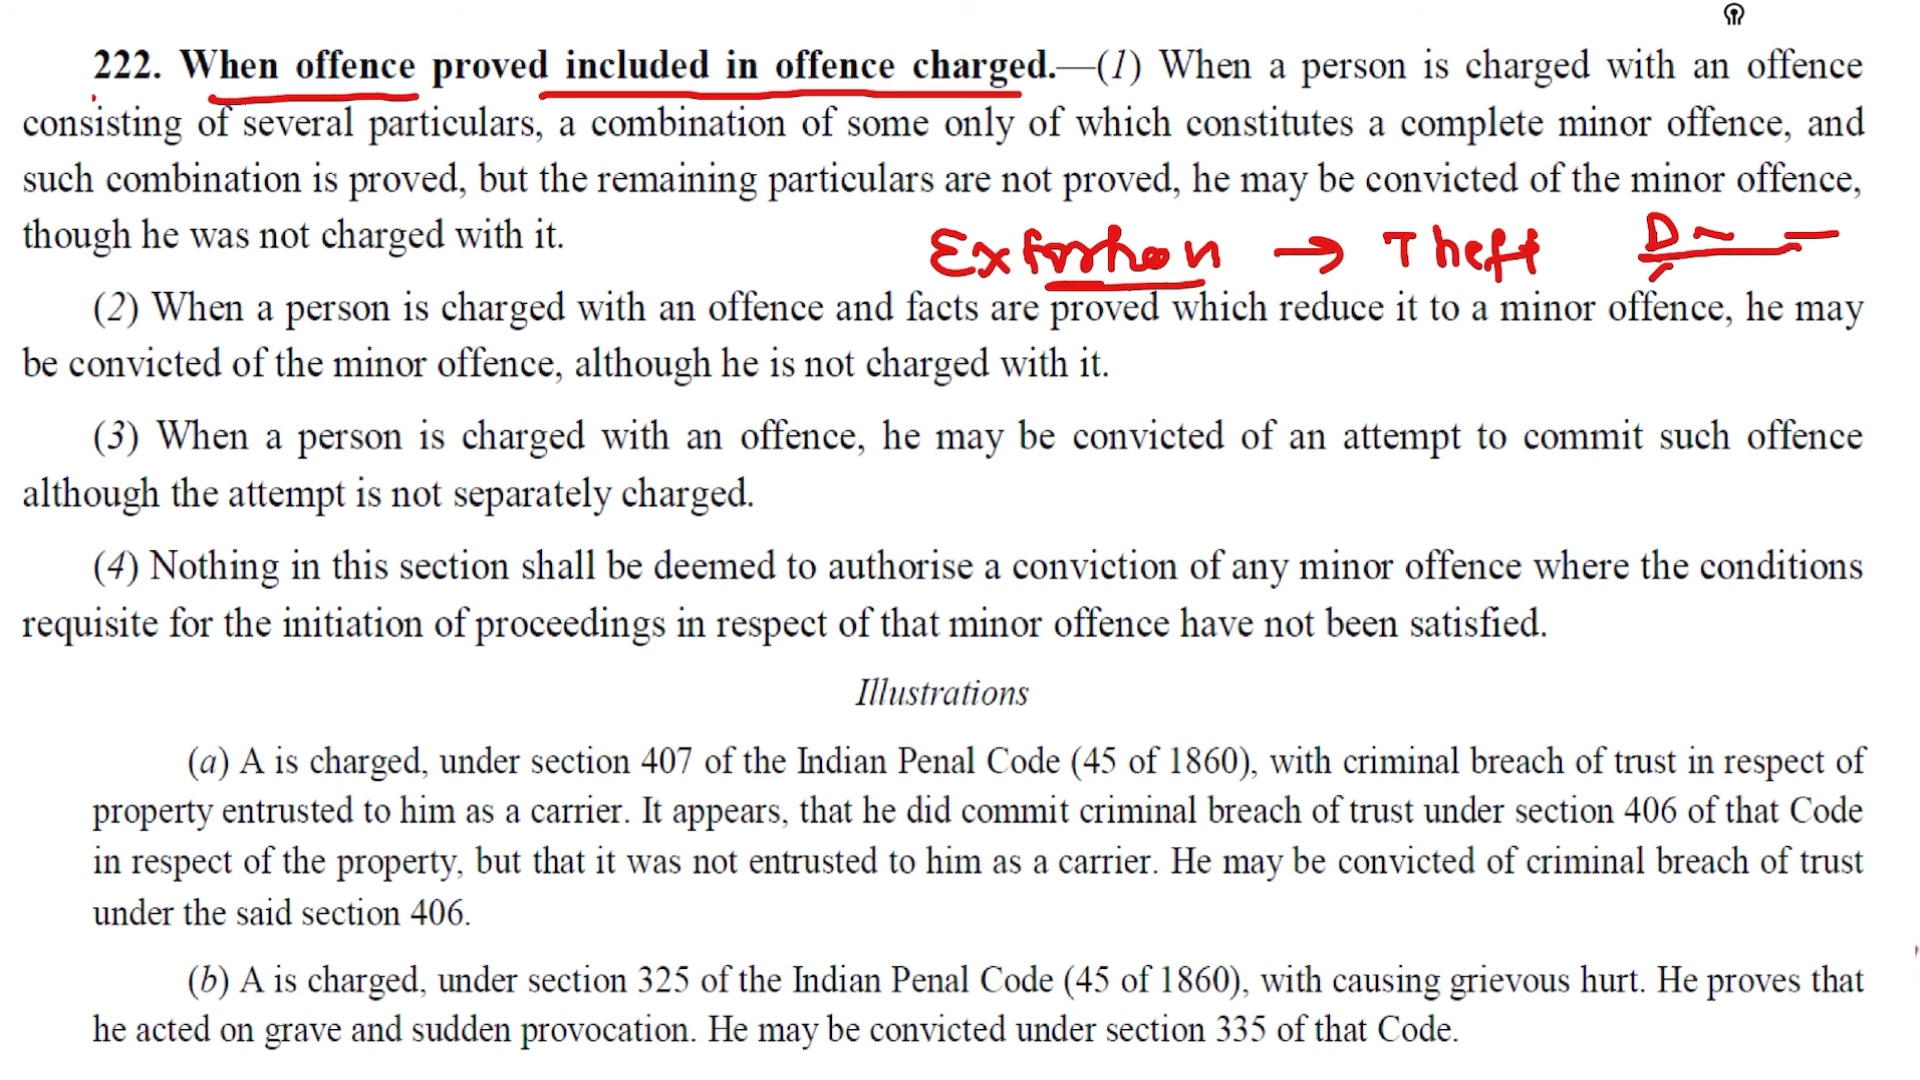 222. When offence proved included in offence charged.—(1) When a person is charged with an offence
consisting of several particulars, a combination of some only of which constitutes a complete minor offence, and
such combination is proved, but the remaining particulars are not proved, he may be convicted of the minor offence,
though he was not charged with it.
Extortion → Theft
(2) When a person is charged with an offence and facts are proved which reduce it to a minor offence, he may
be convicted of the minor offence, although he is not charged with it.
(3) When a person is charged with an offence, he may be convicted of an attempt to commit such offence
although the attempt is not separately charged.
(4) Nothing in this section shall be deemed to authorise a conviction of any minor offence where the conditions
requisite for the initiation of proceedings in respect of that minor offence have not been satisfied.
Illustrations
(a) A is charged, under section 407 of the Indian Penal Code (45 of 1860), with criminal breach of trust in respect of
property entrusted to him as a carrier. It appears, that he did commit criminal breach of trust under section 406 of that Code
in respect of the property, but that it was not entrusted to him as a carrier. He may be convicted of criminal breach of trust
under the said section 406.
(b) A is charged, under section 325 of the Indian Penal Code (45 of 1860), with causing grievous hurt. He proves that
he acted on grave and sudden provocation. He may be convicted under section 335 of that Code.